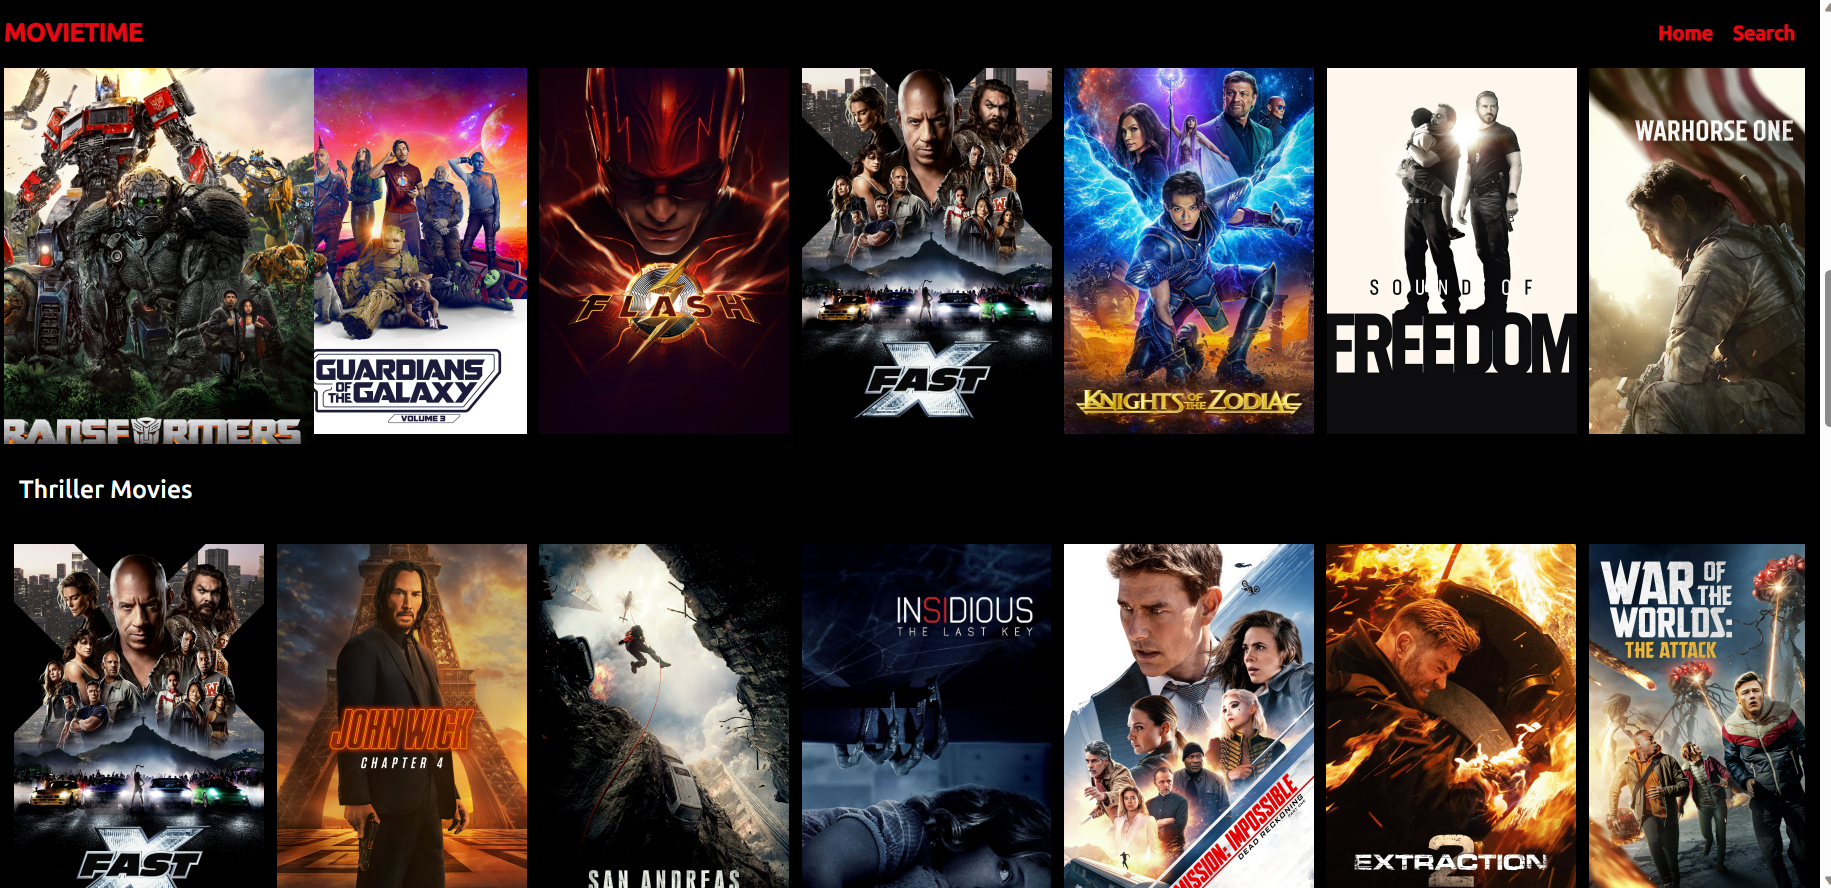 MOVIETIME
Home Search
RANSFORMERS
GUARDIANS
OF THE
GALAXY
VOLUME 3
FLASH
FAST
X
KNIGHTS OF THE ZODIAC
SOUND OF
FREEDOM
WARHORSE ONE
Thriller Movies
FAST
X
JOHN WICK
CHAPTER 4
SAN ANDREAS
INSIDIOUS
THE LAST KEY
MISSION: IMPOSSIBLE
DEAD RECKONING
2
EXTRACTION
WAR OF
THE
WORLDS:
THE ATTACK